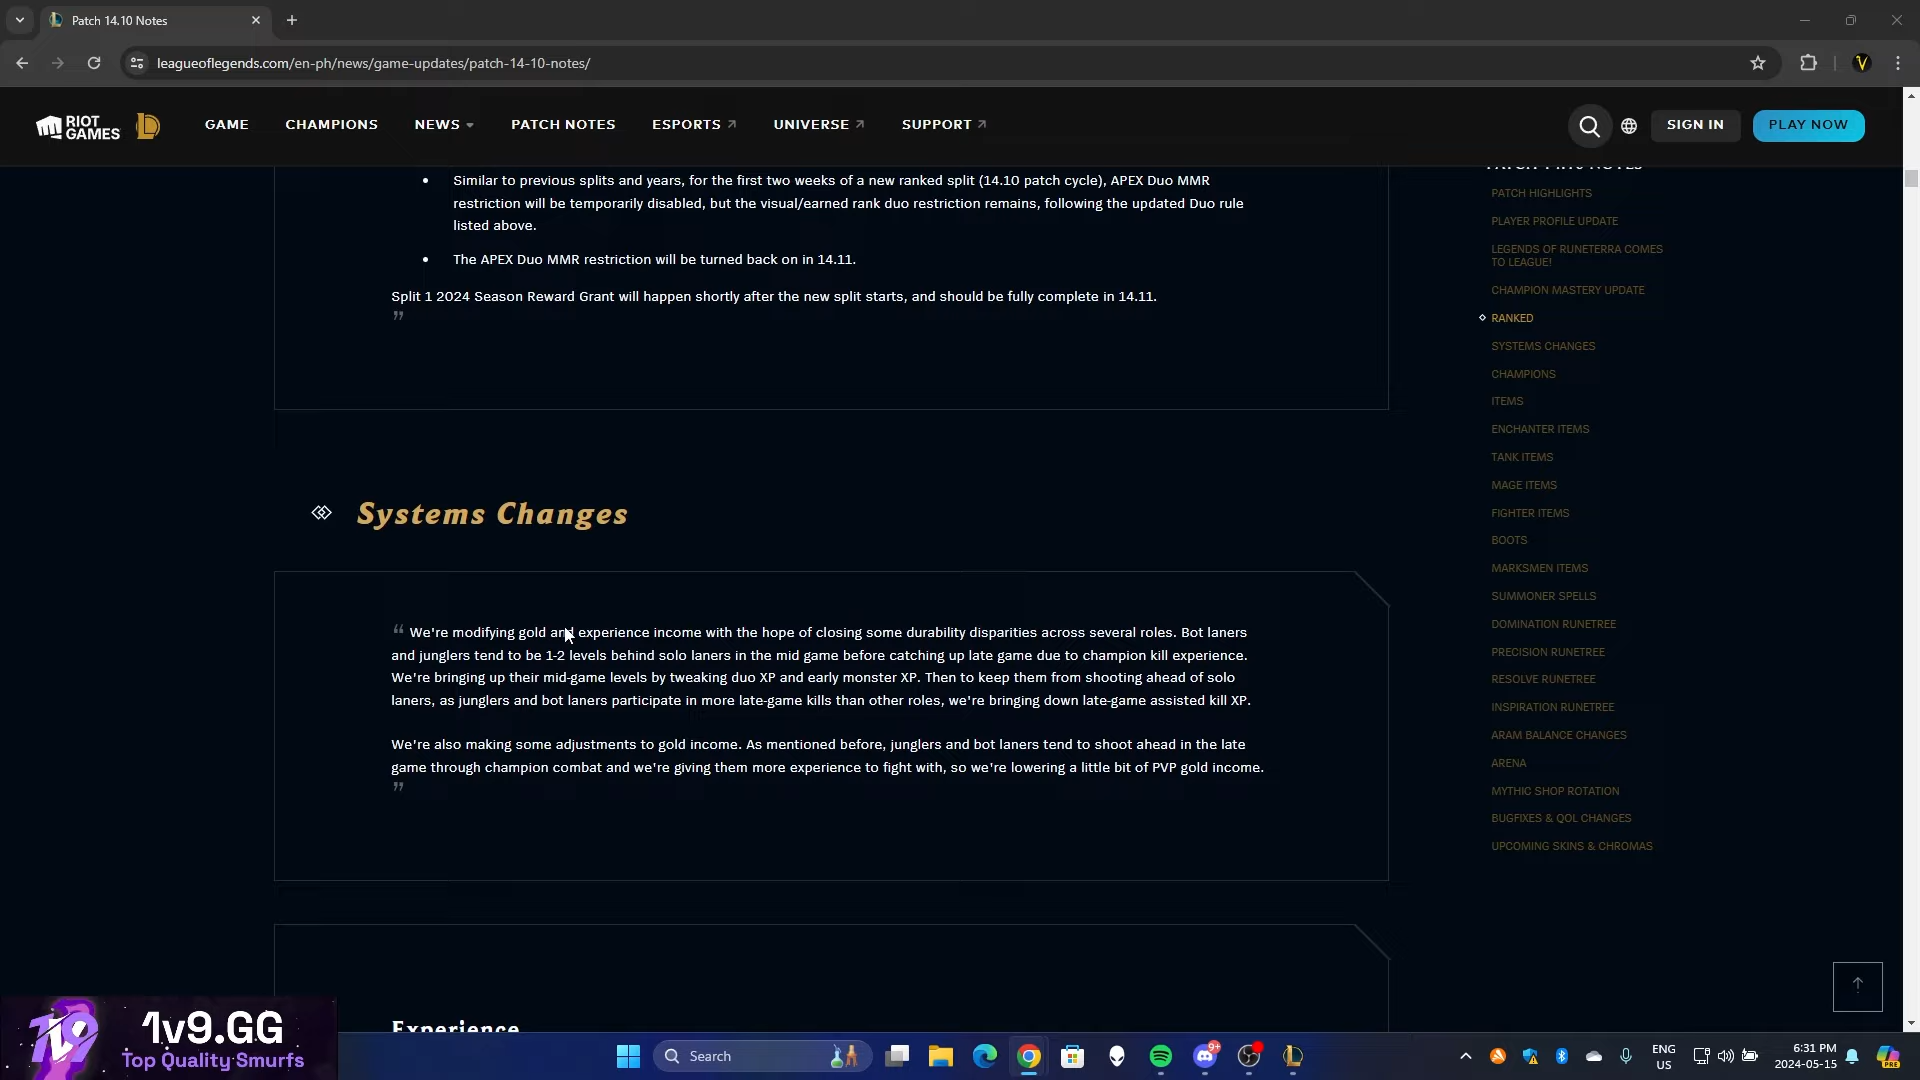 Patch 14.10 Notes
leagueoflegends.com/en-ph/news/game-updates/patch-14-10-notes/
V
RIOT GAMES
GAME
CHAMPIONS
NEWS
PATCH NOTES
ESPORTS
UNIVERSE
SUPPORT
SIGN IN
PLAY NOW
• Similar to previous splits and years, for the first two weeks of a new ranked split (14.10 patch cycle), APEX Duo MMR
restriction will be temporarily disabled, but the visual/earned rank duo restriction remains, following the updated Duo rule
listed above.
• The APEX Duo MMR restriction will be turned back on in 14.11.
Split 1 2024 Season Reward Grant will happen shortly after the new split starts, and should be fully complete in 14.11.
”
Systems Changes
“ We're modifying gold and experience income with the hope of closing some durability disparities across several roles. Bot laners
and junglers tend to be 1-2 levels behind solo laners in the mid game before catching up late game due to champion kill experience.
We're bringing up their mid-game levels by tweaking duo XP and early monster XP. Then to keep them from shooting ahead of solo
laners, as junglers and bot laners participate in more late-game kills than other roles, we're bringing down late-game assisted kill XP.
We're also making some adjustments to gold income. As mentioned before, junglers and bot laners tend to shoot ahead in the late
game through champion combat and we're giving them more experience to fight with, so we're lowering a little bit of PVP gold income.
”
Experience
PATCH 14.10 NOTES
PATCH HIGHLIGHTS
PLAYER PROFILE UPDATE
LEGENDS OF RUNETERRA COMES
TO LEAGUE!
CHAMPION MASTERY UPDATE
RANKED
SYSTEMS CHANGES
CHAMPIONS
ITEMS
ENCHANTER ITEMS
TANK ITEMS
MAGE ITEMS
FIGHTER ITEMS
BOOTS
MARKSMEN ITEMS
SUMMONER SPELLS
DOMINATION RUNETREE
PRECISION RUNETREE
RESOLVE RUNETREE
INSPIRATION RUNETREE
ARAM BALANCE CHANGES
ARENA
MYTHIC SHOP ROTATION
BUGFIXES & QOL CHANGES
UPCOMING SKINS & CHROMAS
1v9
1v9.GG
Top Quality Smurfs
Search
9+
ENG
US
6:31 PM
2024-05-15
PRE